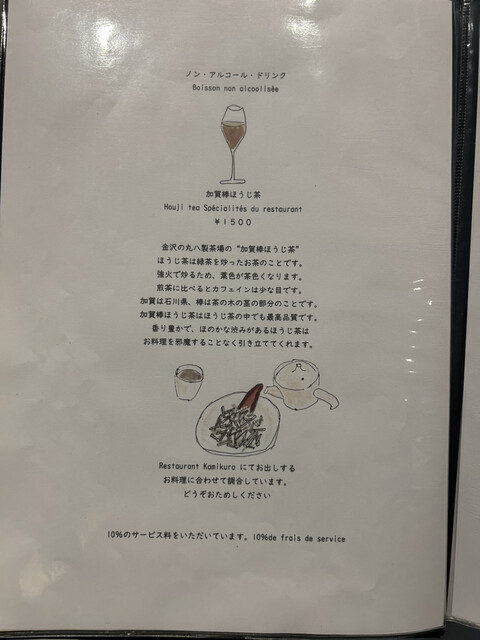 ノン・アルコール・ドリンク
Boisson non alcoolisée
加賀棒ほうじ茶
Houji tea Spécialités du restaurant
￥１５００
金沢の丸八製茶場の“加賀棒ほうじ茶”
ほうじ茶は緑茶を炒ったお茶のことです。
強火で炒るため、葉色が茶色くなります。
煎茶に比べるとカフェインは少な目です。
加賀は石川県、棒は茶の木の茎の部分のことです。
加賀棒ほうじ茶はほうじ茶の中でも最高品質です。
香り豊かで、ほのかな渋みがあるほうじ茶は
お料理を邪魔することなく引き立ててくれます。
Restaurant Kamikura にてお出しする
お料理に合わせて調合しています。
どうぞおためしください
10%のサービス料をいただいています。10%de frais de service